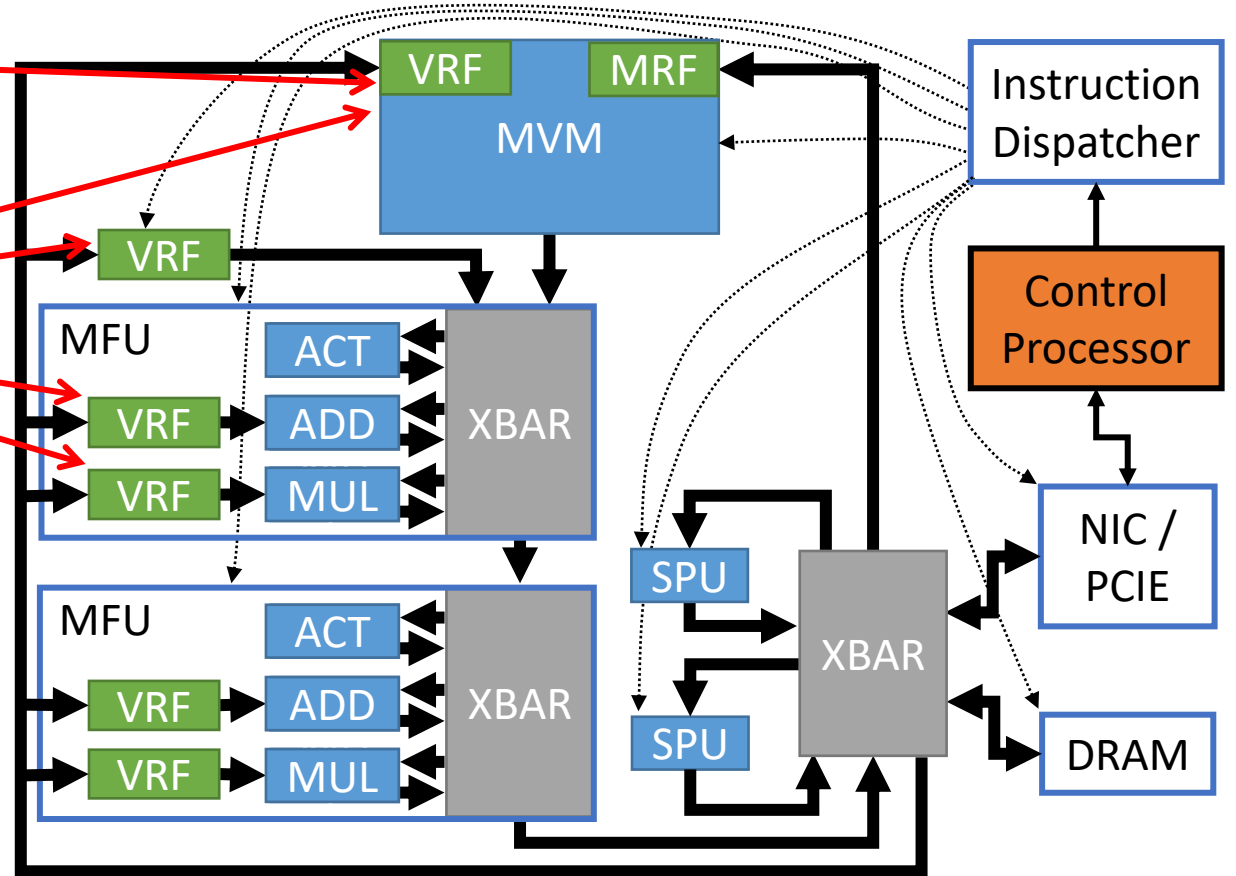 VRF
MRF
MVM
Instruction
Dispatcher
VRF
Control
Processor
MFU
ACT
VRF
ADD
XBAR
VRF
MUL
NIC /
PCIE
SPU
XBAR
MFU
ACT
VRF
ADD
XBAR
VRF
MUL
SPU
DRAM